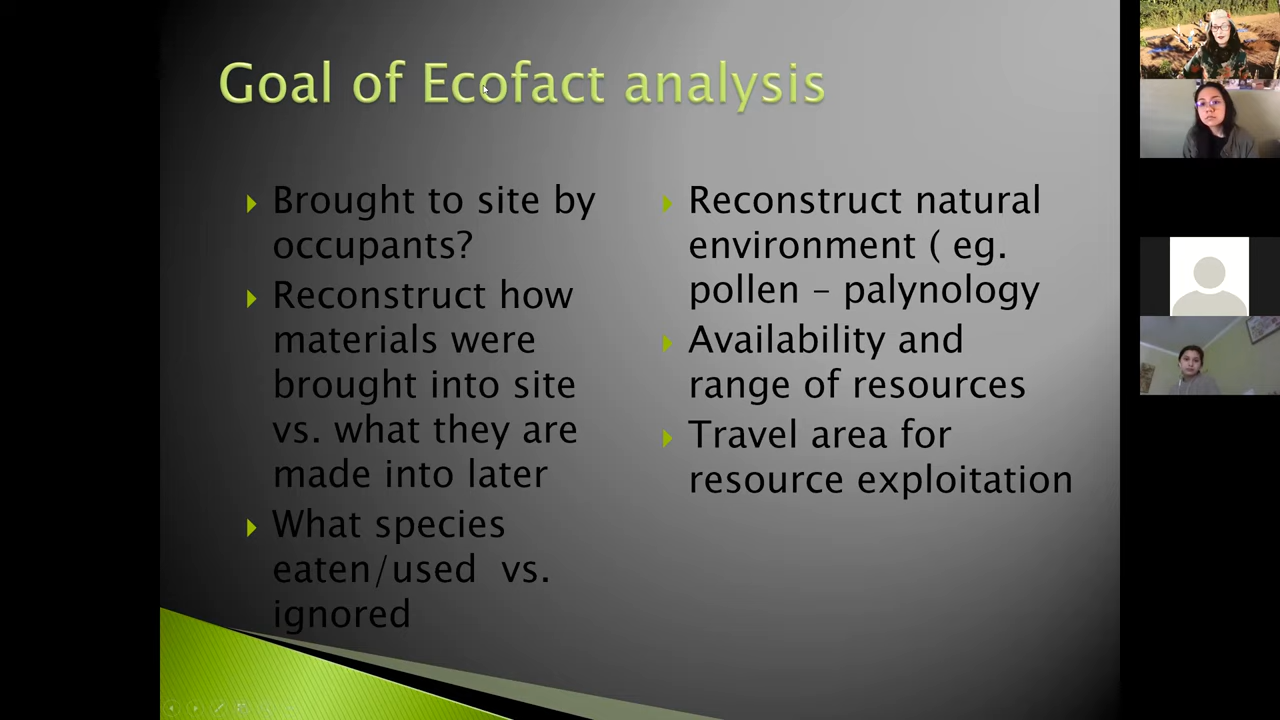 Goal of Ecofact analysis
Brought to site by
occupants?
Reconstruct how
materials were
brought into site
vs. what they are
made into later
What species
eaten/used vs.
ignored
Reconstruct natural
environment ( eg.
pollen – palynology
Availability and
range of resources
Travel area for
resource exploitation